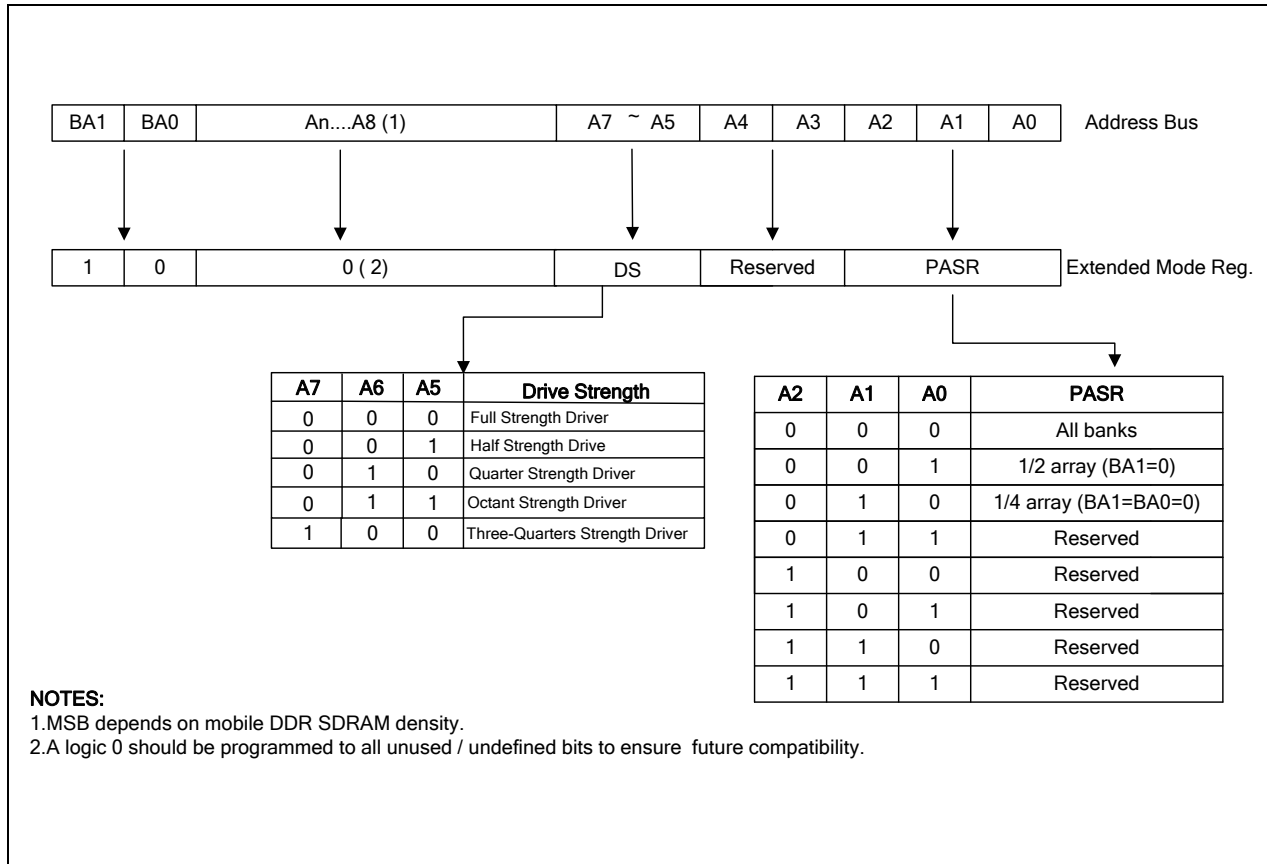 BA1 BA0 An....A8 (1) A7 ~ A5 A4 A3 A2 A1 A0 Address Bus
1 0 0 ( 2) DS Reserved PASR Extended Mode Reg.
A7 A6 A5 Drive Strength
0 0 0 Full Strength Driver
0 0 1 Half Strength Drive
0 1 0 Quarter Strength Driver
0 1 1 Octant Strength Driver
1 0 0 Three-Quarters Strength Driver
A2 A1 A0 PASR
0 0 0 All banks
0 0 1 1/2 array (BA1=0)
0 1 0 1/4 array (BA1=BA0=0)
0 1 1 Reserved
1 0 0 Reserved
1 0 1 Reserved
1 1 0 Reserved
1 1 1 Reserved
NOTES:
1.MSB depends on mobile DDR SDRAM density.
2.A logic 0 should be programmed to all unused / undefined bits to ensure future compatibility.